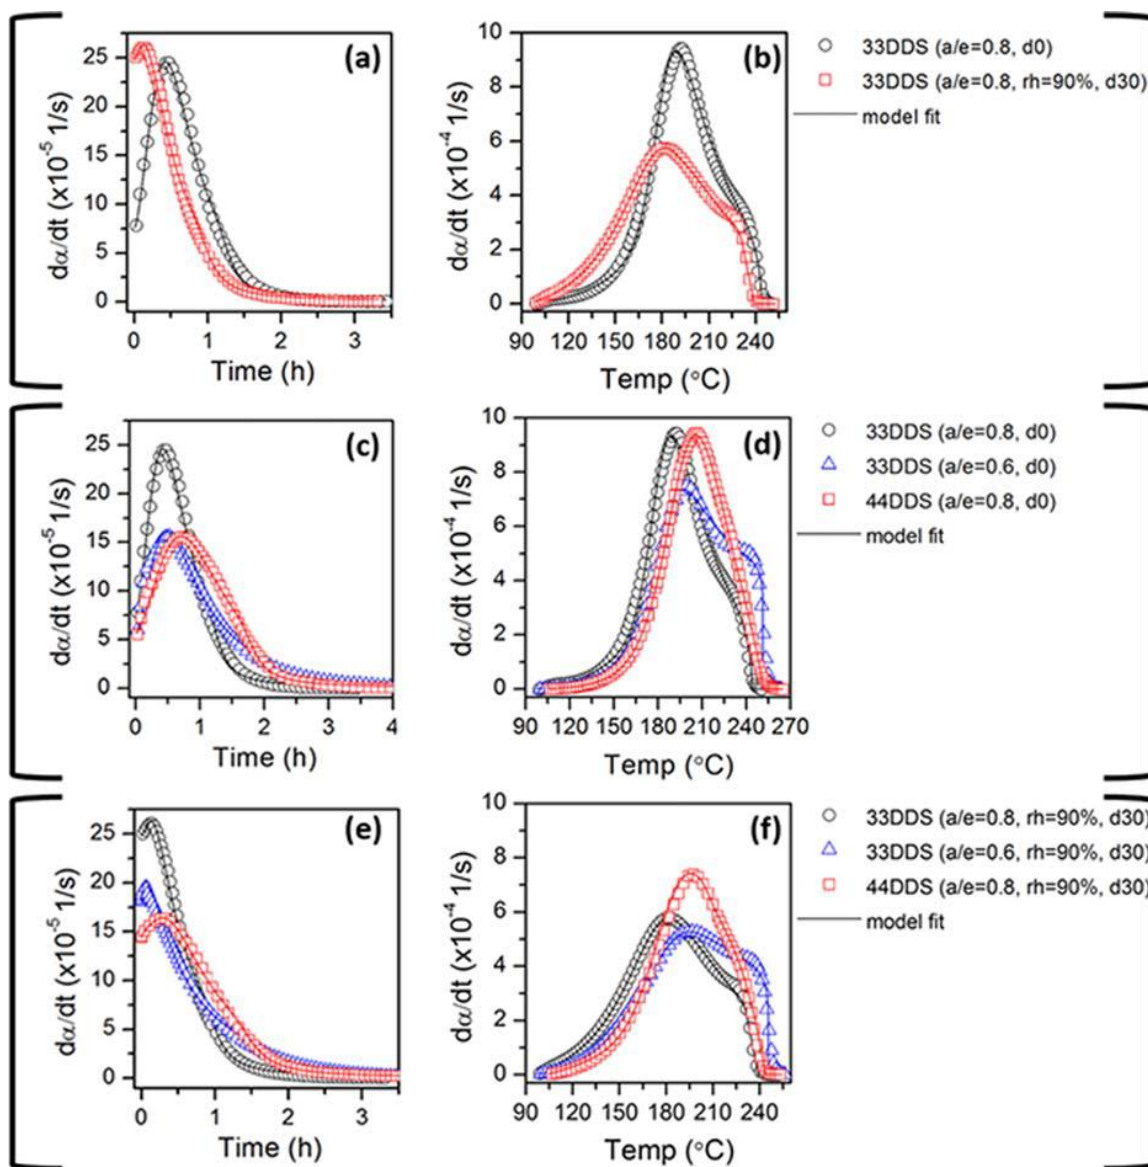 (a)
dα/dt (x10⁻⁵ 1/s)
25
20
15
10
5
0
0 1 2 3
Time (h)
(b)
dα/dt (x10⁻⁴ 1/s)
10
8
6
4
2
0
90 120 150 180 210 240
Temp (°C)
33DDS (a/e=0.8, d0)
33DDS (a/e=0.8, rh=90%, d30)
model fit
(c)
dα/dt (x10⁻⁵ 1/s)
25
20
15
10
5
0
0 1 2 3 4
Time (h)
(d)
dα/dt (x10⁻⁴ 1/s)
10
8
6
4
2
0
90 120 150 180 210 240 270
Temp (°C)
33DDS (a/e=0.8, d0)
33DDS (a/e=0.6, d0)
44DDS (a/e=0.8, d0)
model fit
(e)
dα/dt (x10⁻⁵ 1/s)
25
20
15
10
5
0
0 1 2 3
Time (h)
(f)
dα/dt (x10⁻⁴ 1/s)
10
8
6
4
2
0
90 120 150 180 210 240
Temp (°C)
33DDS (a/e=0.8, rh=90%, d30)
33DDS (a/e=0.6, rh=90%, d30)
44DDS (a/e=0.8, rh=90%, d30)
model fit